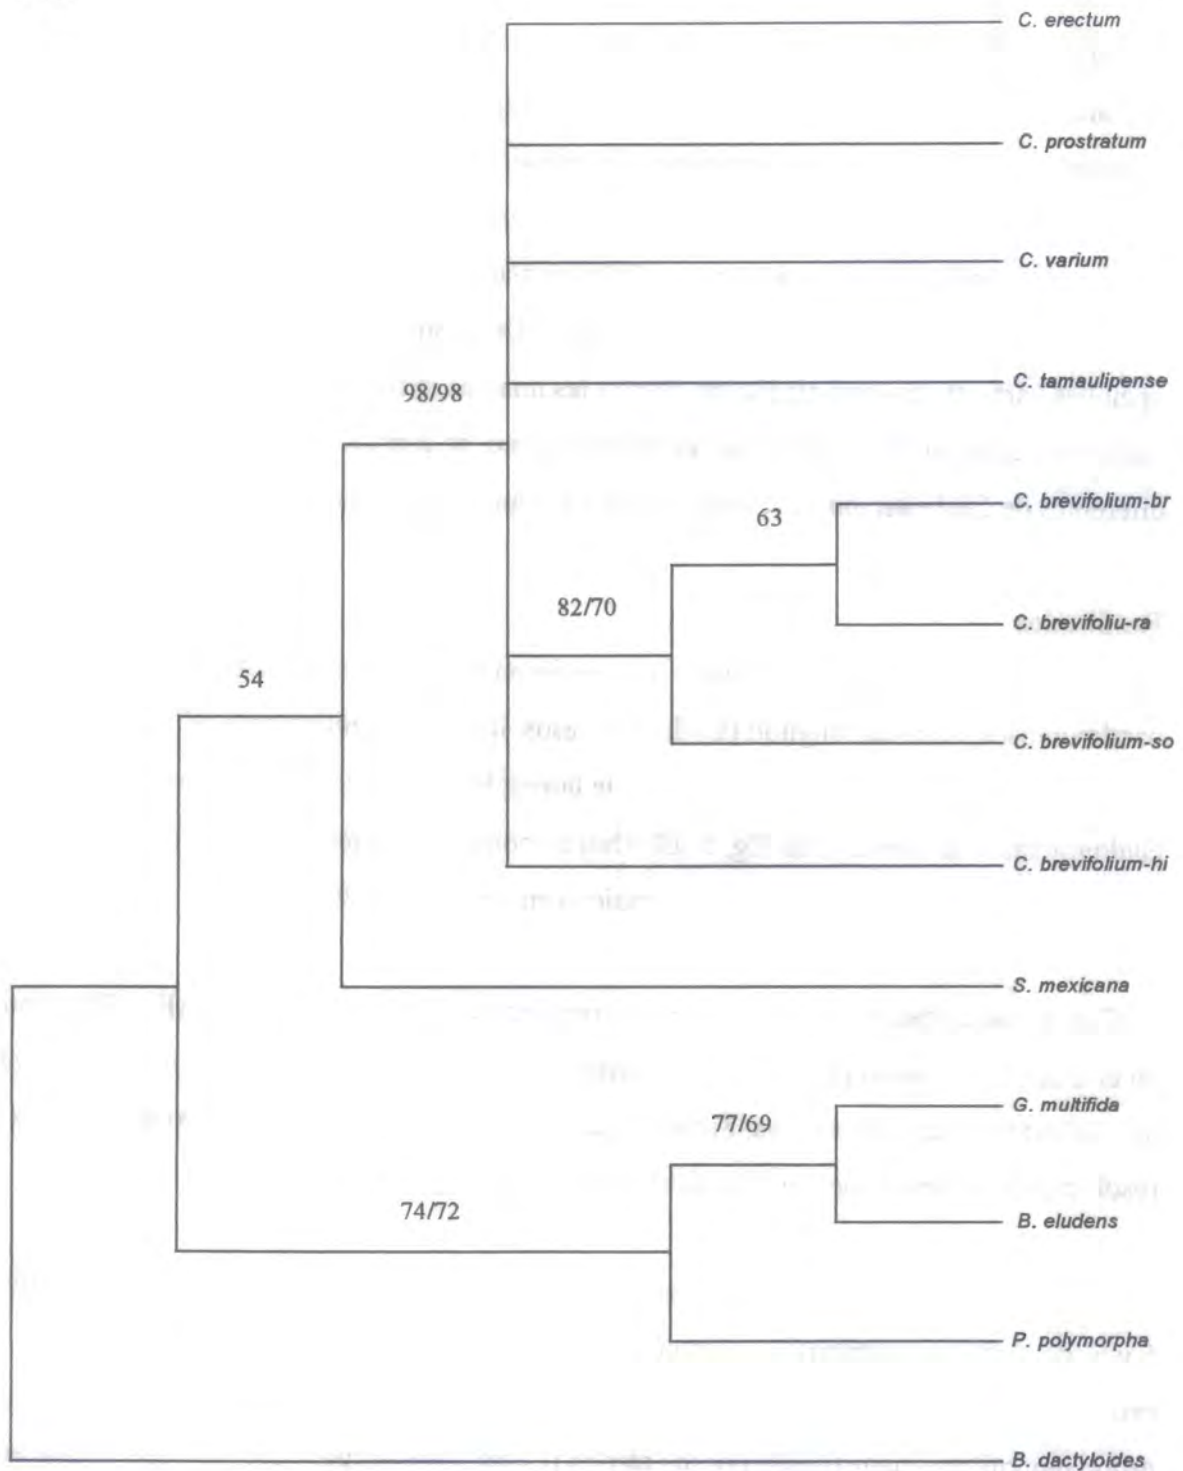 C. erectum
C. prostratum
C. varium
C. tamaulipense
98/98
C. brevifolium-br
63
82/70
C. brevifoliu-ra
54
C. brevifolium-so
C. brevifolium-hi
S. mexicana
G. multifida
77/69
74/72
B. eludens
P. polymorpha
B. dactyloides